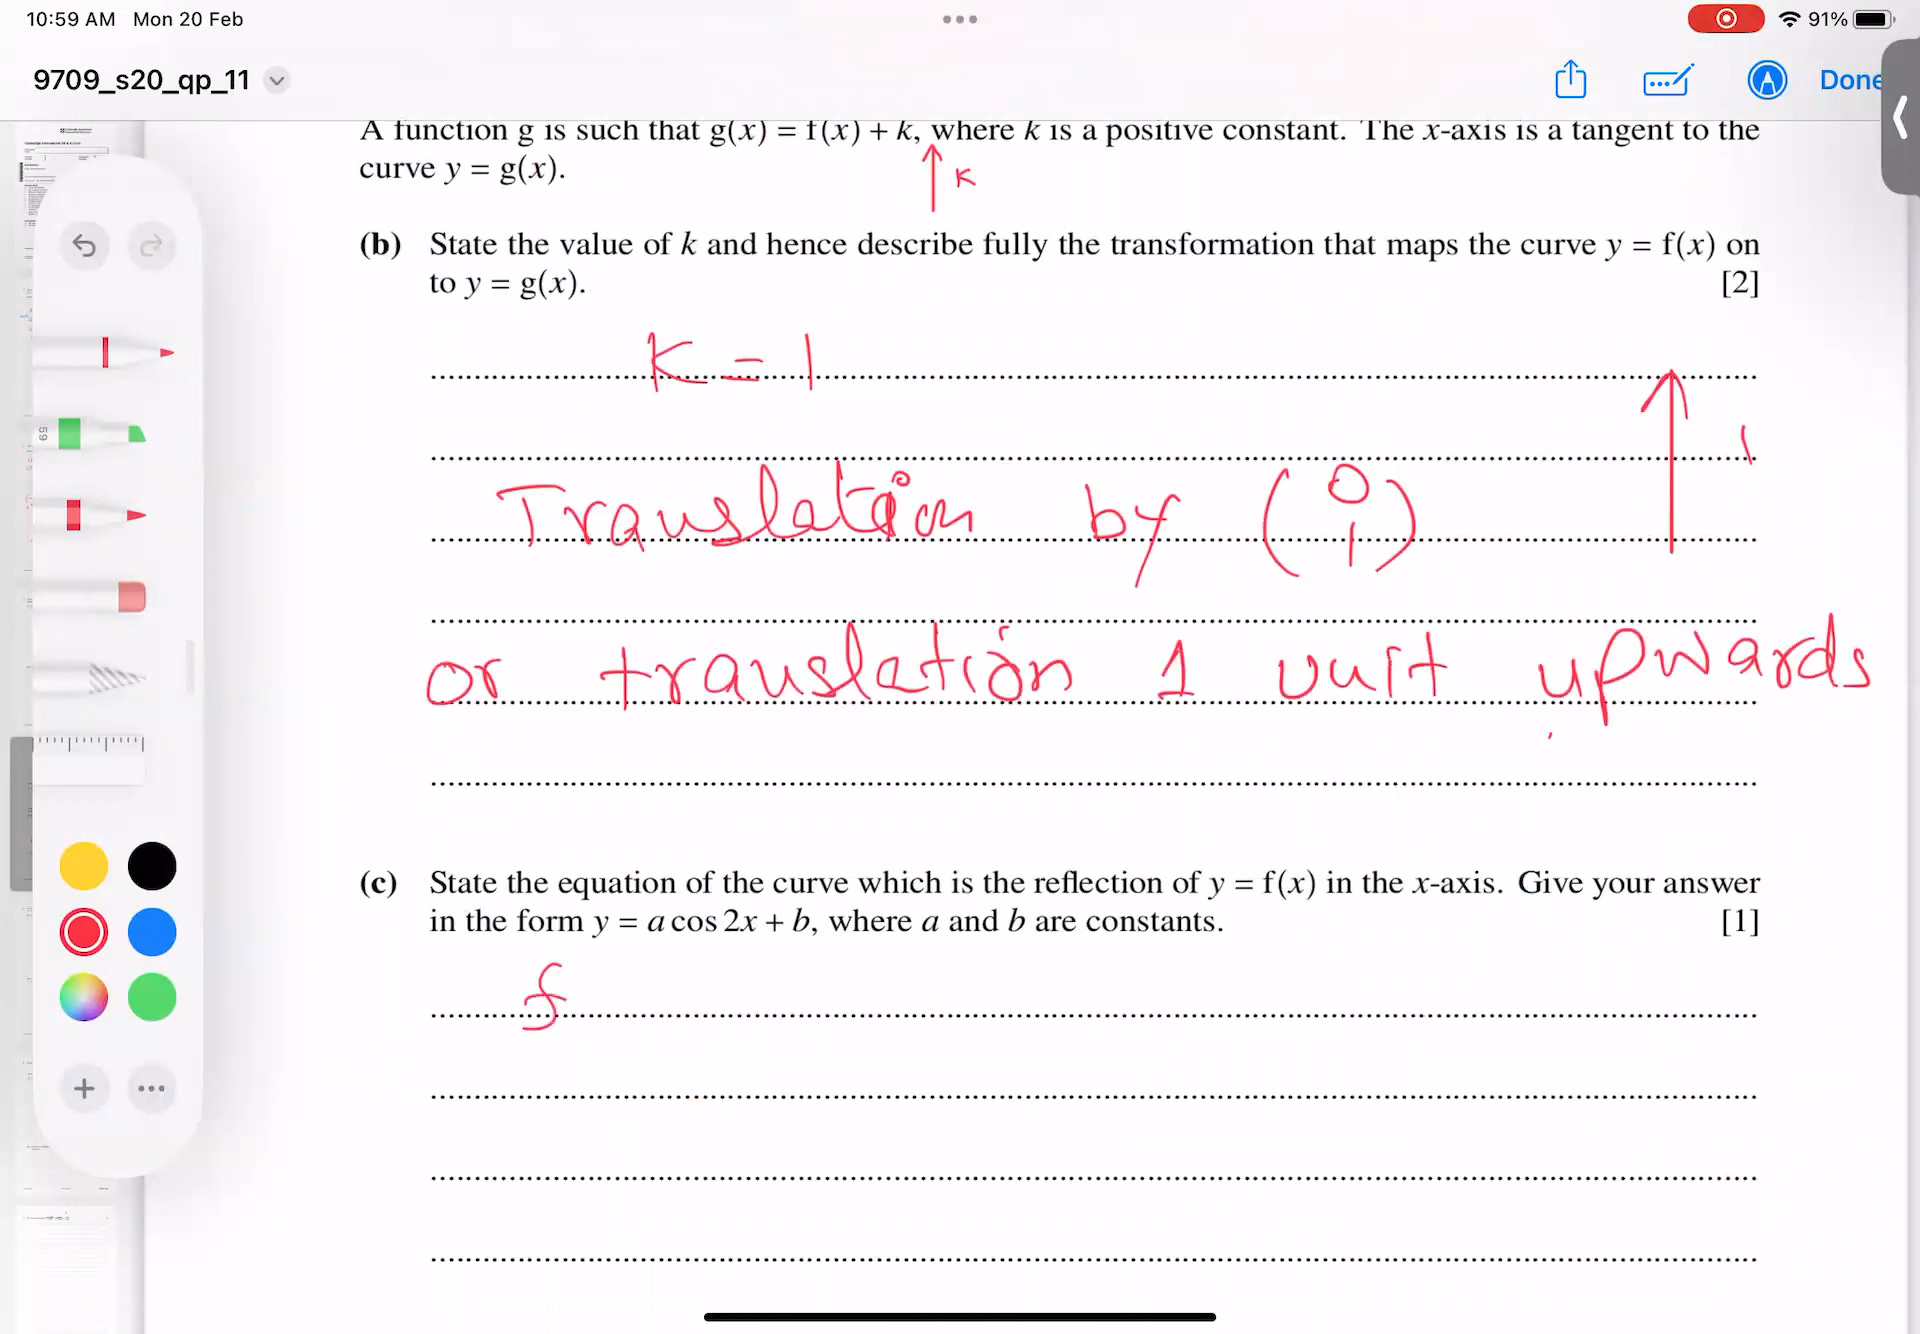 10:59 AM Mon 20 Feb
91%
9709_s20_qp_11
Done
A function g is such that g(x) = f(x) + k, where k is a positive constant. The x-axis is a tangent to the
curve y = g(x).
K
(b) State the value of k and hence describe fully the transformation that maps the curve y = f(x) on
to y = g(x). [2]
K = 1
1
Translation by (0 1)
or translation 1 unit upwards
(c) State the equation of the curve which is the reflection of y = f(x) in the x-axis. Give your answer
in the form y = a cos 2x + b, where a and b are constants. [1]
f
59